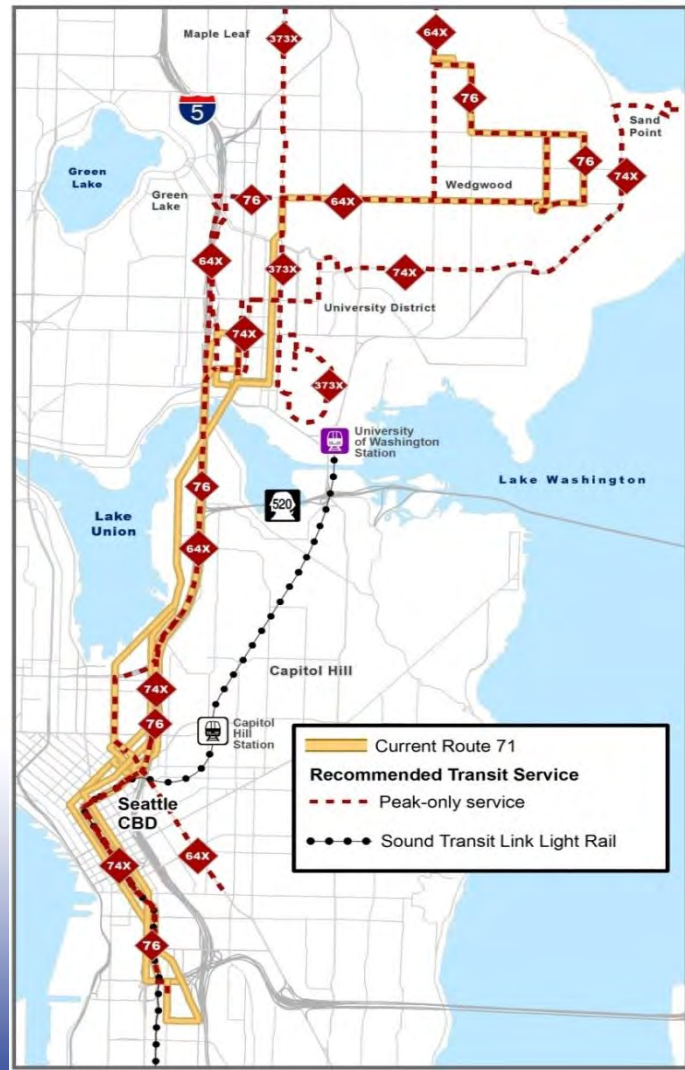 Maple Leaf
373X
64X
5
76
Sand
Point
Green
Lake
76
74X
Green
Lake
76
64X
Wedgwood
64X
373X
74X
University District
74X
373X
University
of Washington
Station
Lake Washington
76
520
Lake
Union
64X
Capitol Hill
74X
76
Capitol
Hill
Station
Seattle
CBD
Current Route 71
Recommended Transit Service
Peak-only service
Sound Transit Link Light Rail
64X
74X
76